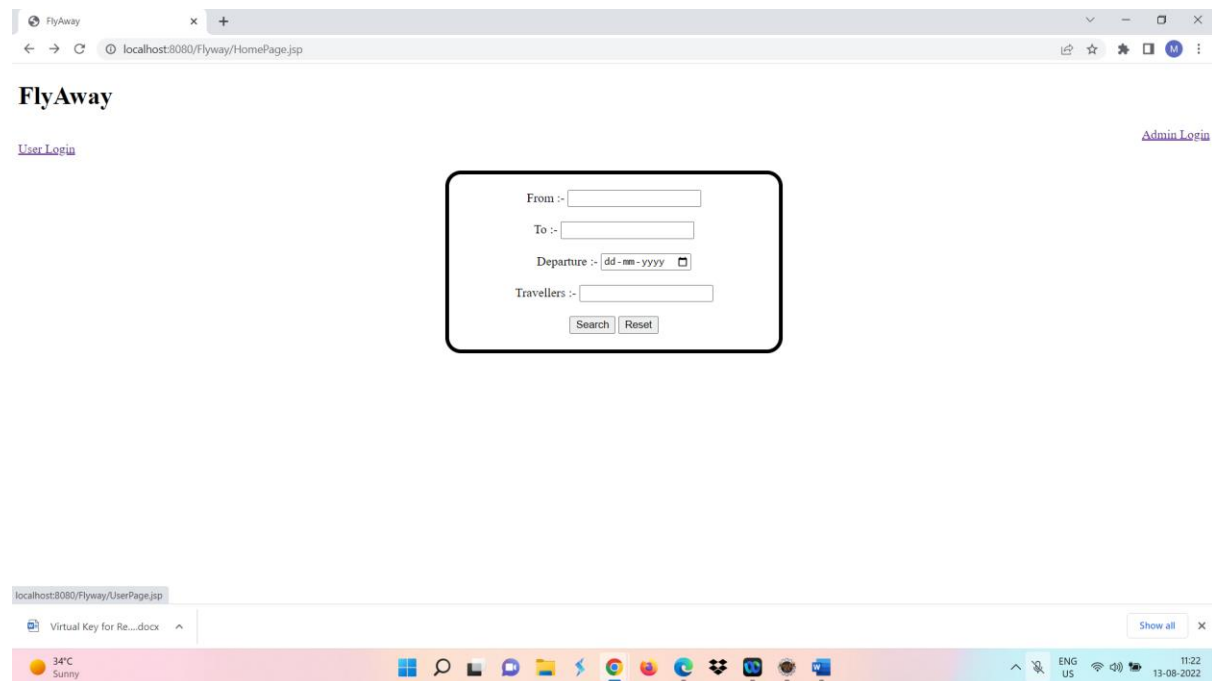 FlyAway
localhost:8080/Flyway/HomePage.jsp
M
FlyAway
Admin Login
User Login
From :-
To :-
Departure :- dd-mm-yyyy
Travellers :-
Search Reset
localhost:8080/Flyway/UserPage.jsp
Virtual Key for Re....docx
Show all
34°C
Sunny
ENG
US
11:22
13-08-2022